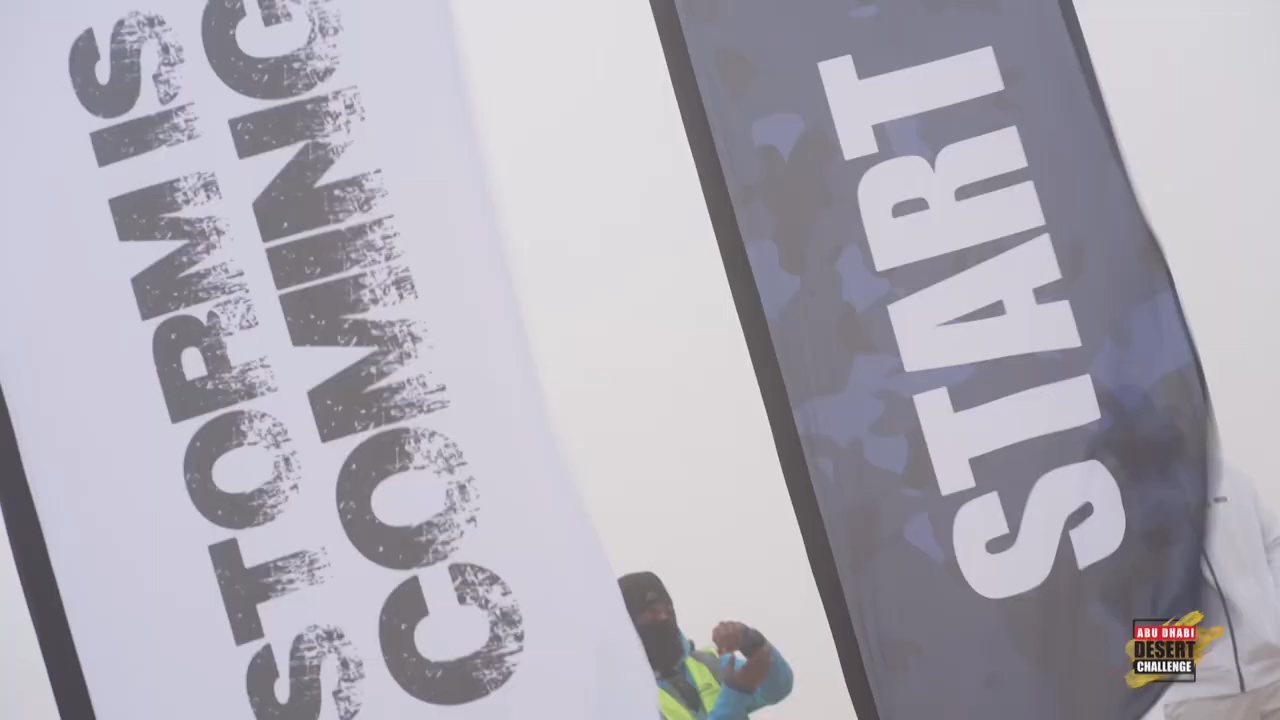 STORM IS
COMING
START
ABU DHABI
DESERT
CHALLENGE